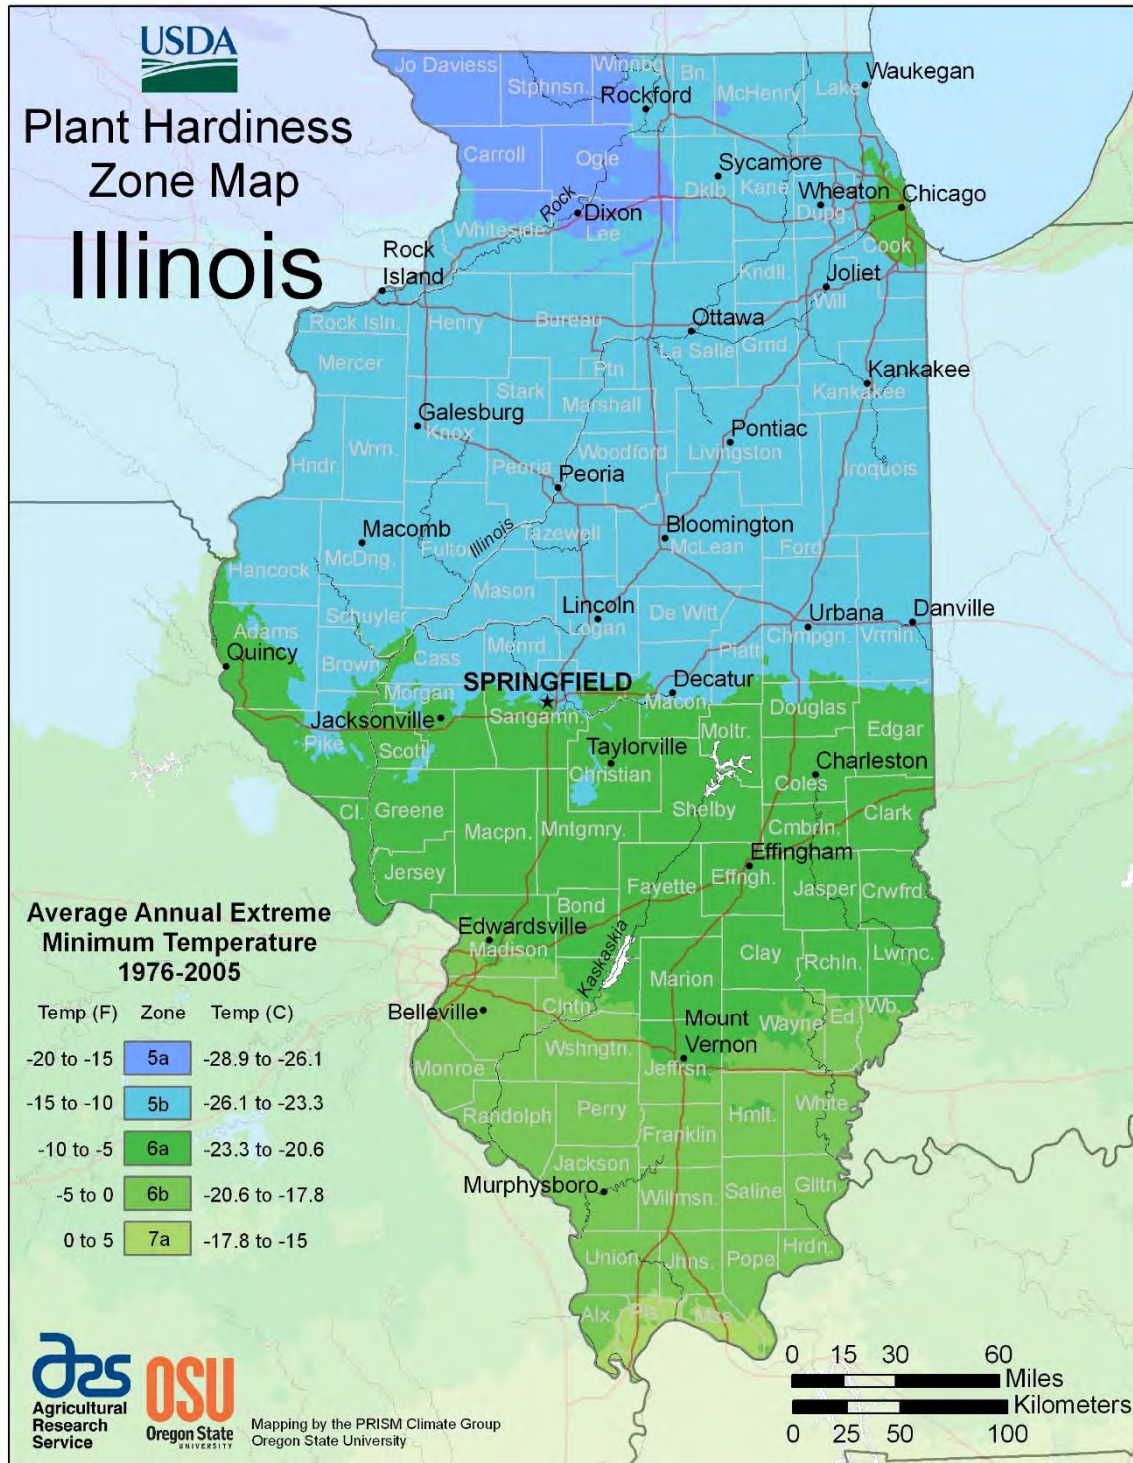 USDA
Plant Hardiness
Zone Map
Illinois
Jo Daviess
Stphnsn.
Winnbg
Bn.
McHenry
Lake
Waukegan
Rockford
Carroll
Ogle
Sycamore
Dklb.
Kane
Wheaton
Chicago
Dupg.
Rock
Dixon
Lee
Whiteside
Cook
Rock
Island
Kndll.
Joliet
Will
Rock Isln.
Henry
Bureau
Ottawa
La Salle
Grnd.
Mercer
Ptn.
Kankakee
Kankakee
Stark
Marshall
Galesburg
Knox
Pontiac
Livingston
Wrrn.
Hndr.
Peoria
Woodford
Iroquois
Peoria
Macomb
McDng.
Fulton
Illinois
Tazewell
Bloomington
McLean
Ford
Hancock
Mason
Schuyler
Lincoln
Logan
De Witt
Urbana
Danville
Chmpgn.
Vrmln.
Adams
Quincy
Brown
Cass
Menrd.
Piatt
SPRINGFIELD
Decatur
Macon
Morgan
Jacksonville
Sangamn.
Douglas
Edgar
Pike
Scott
Taylorville
Christian
Moltr.
Charleston
Coles
Cl.
Greene
Macpn.
Mntgmry.
Shelby
Cmbrln.
Clark
Jersey
Effingham
Effngh.
Fayette
Jasper
Crwfrd.
Bond
Edwardsville
Madison
Kaskaskia
Marion
Clay
Rchln.
Lwrnc.
Belleville
Clntn.
Mount
Vernon
Wayne
Ed.
Wb.
Wshngtn.
Jeffrsn.
Monroe
Randolph
Perry
Franklin
Hmlt.
White
Jackson
Murphysboro
Willmsn.
Saline
Glltn.
Union
Jhns.
Pope
Hrdn.
Alx.
Pls.
Mss.
Average Annual Extreme
Minimum Temperature
1976-2005
Temp (F) Zone Temp (C)
-20 to -15 5a -28.9 to -26.1
-15 to -10 5b -26.1 to -23.3
-10 to -5 6a -23.3 to -20.6
-5 to 0 6b -20.6 to -17.8
0 to 5 7a -17.8 to -15
ars
Agricultural
Research
Service
OSU
Oregon State
UNIVERSITY
Mapping by the PRISM Climate Group
Oregon State University
0 15 30 60
Miles
Kilometers
0 25 50 100